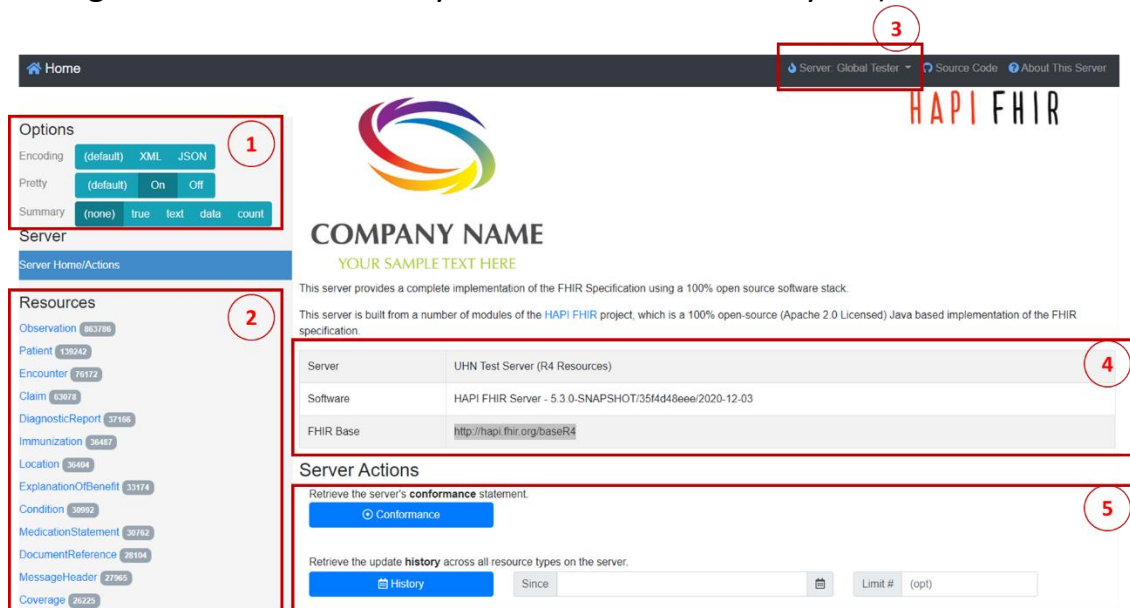 3
Home
Server: Global Tester Source Code About This Server
HAPI FHIR
Options
1
Encoding (default) XML JSON
Pretty (default) On Off
Summary (none) true text data count
Server
Server Home/Actions
COMPANY NAME
YOUR SAMPLE TEXT HERE
This server provides a complete implementation of the FHIR Specification using a 100% open source software stack.
This server is built from a number of modules of the HAPI FHIR project, which is a 100% open-source (Apache 2.0 Licensed) Java based implementation of the FHIR
specification.
Resources
2
Observation 863786
Patient 139242
Encounter 76172
Claim 63078
DiagnosticReport 37166
Immunization 36487
Location 36404
ExplanationOfBenefit 33174
Condition 30992
MedicationStatement 30762
DocumentReference 28104
MessageHeader 27965
Coverage 26225
4
Server UHN Test Server (R4 Resources)
Software HAPI FHIR Server - 5.3.0-SNAPSHOT/35f4d48eee/2020-12-03
FHIR Base http://hapi.fhir.org/baseR4
Server Actions
5
Retrieve the server's conformance statement.
Conformance
Retrieve the update history across all resource types on the server.
History Since Limit # (opt)